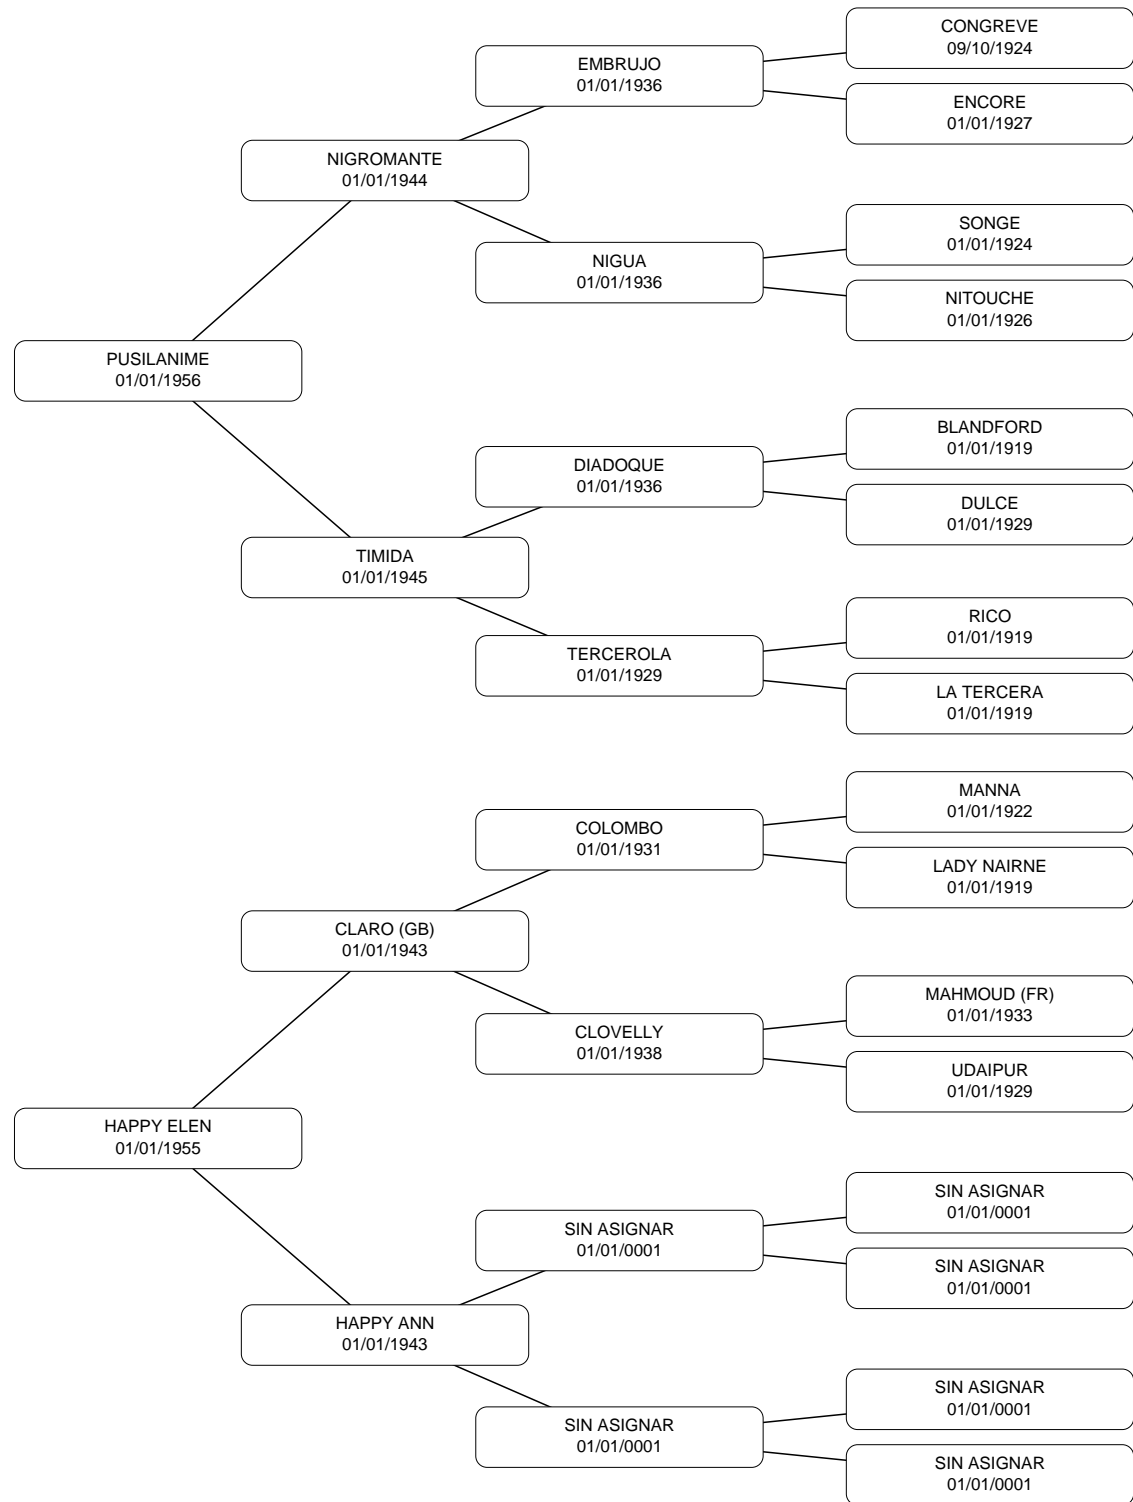 CONGREVE
09/10/1924
EMBRUJO
01/01/1936
ENCORE
01/01/1927
NIGROMANTE
01/01/1944
SONGE
01/01/1924
NIGUA
01/01/1936
NITOUCHE
01/01/1926
PUSILANIME
01/01/1956
BLANDFORD
01/01/1919
DIADOQUE
01/01/1936
DULCE
01/01/1929
TIMIDA
01/01/1945
RICO
01/01/1919
TERCEROLA
01/01/1929
LA TERCERA
01/01/1919
MANNA
01/01/1922
COLOMBO
01/01/1931
LADY NAIRNE
01/01/1919
CLARO (GB)
01/01/1943
MAHMOUD (FR)
01/01/1933
CLOVELLY
01/01/1938
UDAIPUR
01/01/1929
HAPPY ELEN
01/01/1955
SIN ASIGNAR
01/01/0001
SIN ASIGNAR
01/01/0001
SIN ASIGNAR
01/01/0001
HAPPY ANN
01/01/1943
SIN ASIGNAR
01/01/0001
SIN ASIGNAR
01/01/0001
SIN ASIGNAR
01/01/0001